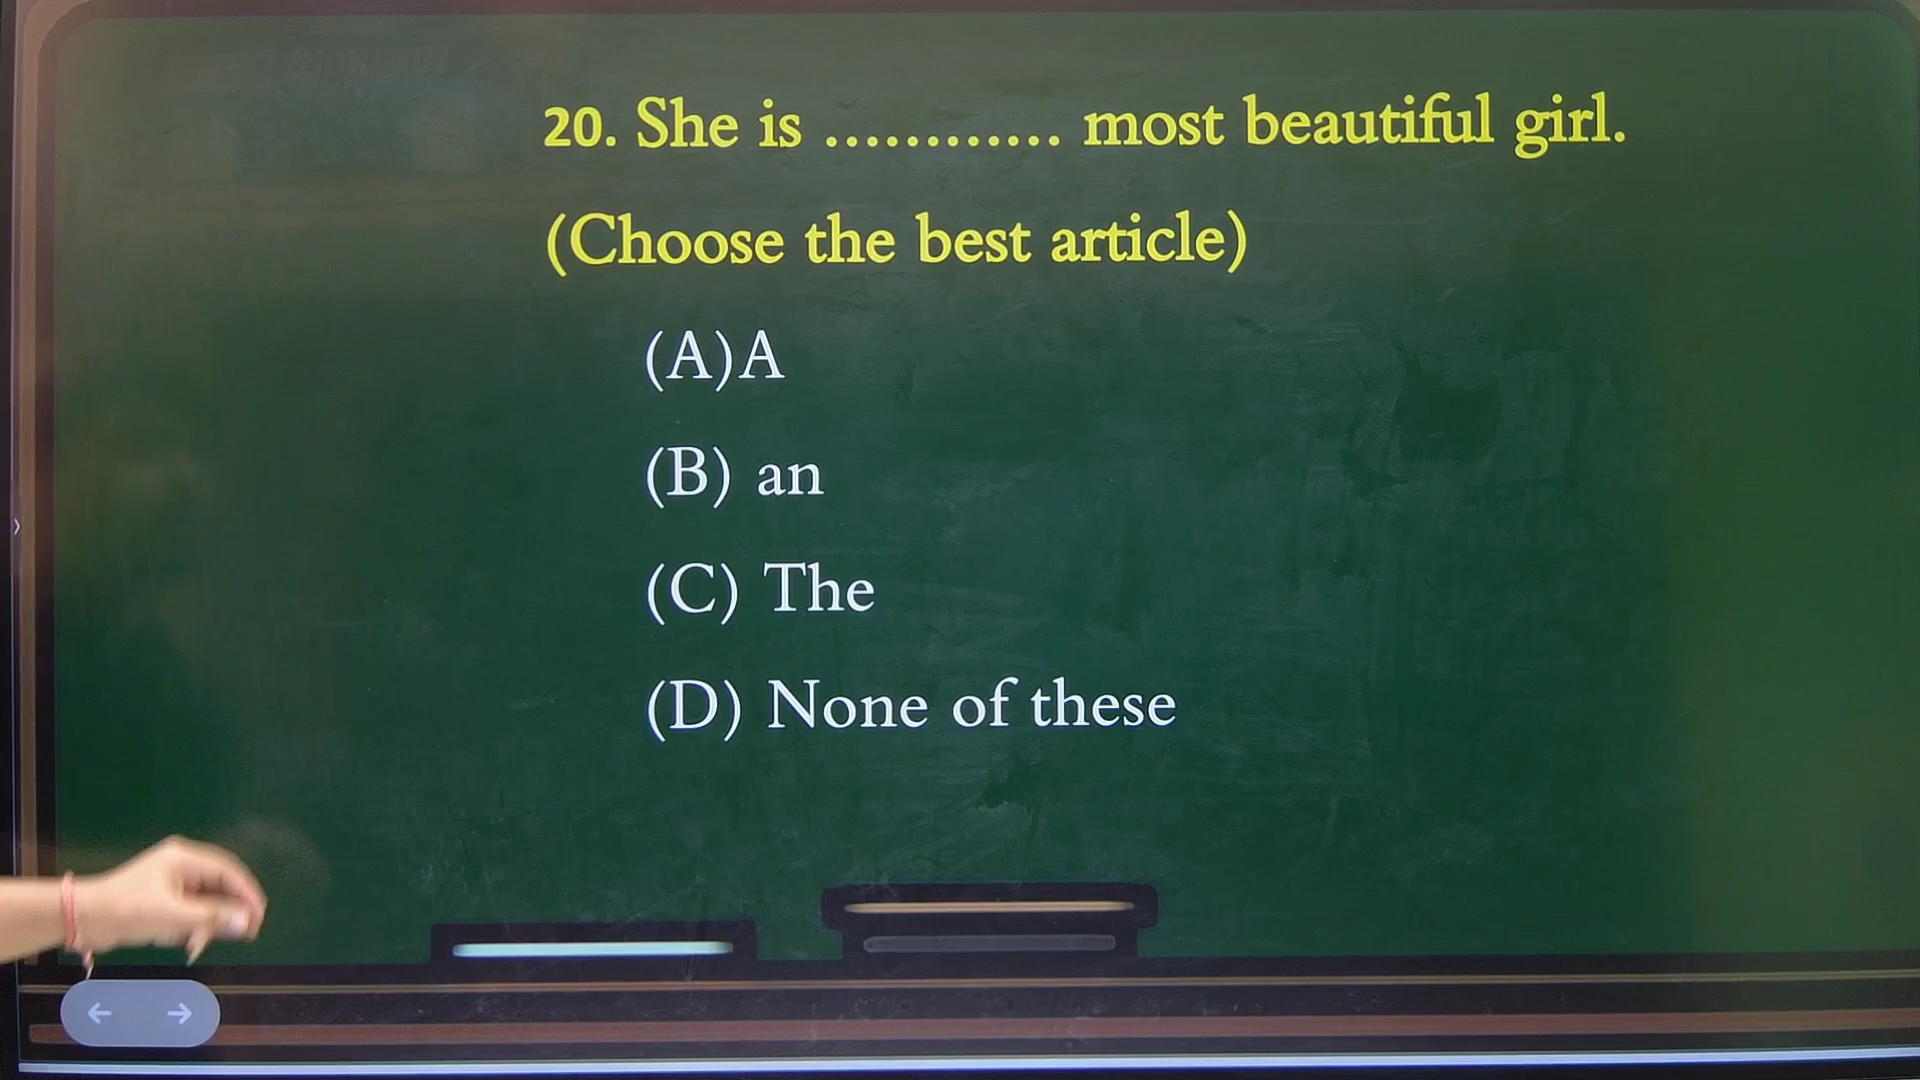 20. She is ............ most beautiful girl.
(Choose the best article)
(A)A
(B) an
(C) The
(D) None of these